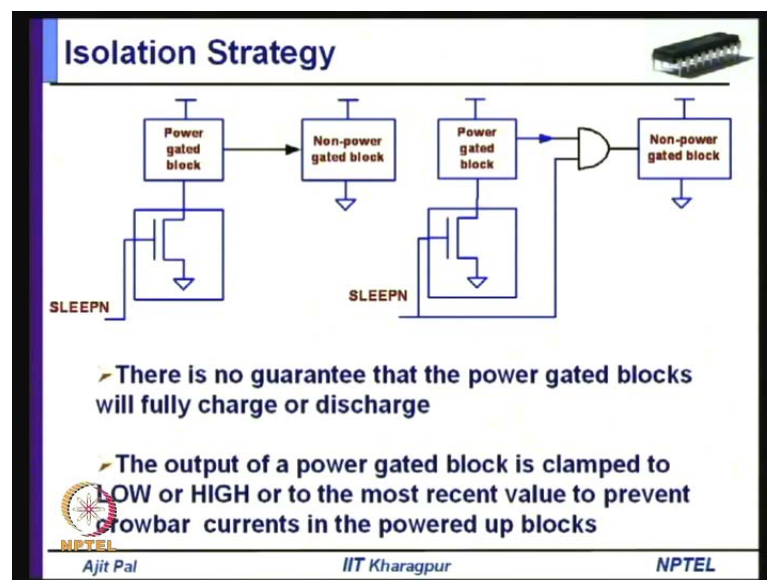 Isolation Strategy
Power gated block
Non-power gated block
SLEEPN
Power gated block
Non-power gated block
SLEEPN
➢There is no guarantee that the power gated blocks
will fully charge or discharge
➢The output of a power gated block is clamped to
LOW or HIGH or to the most recent value to prevent
crowbar currents in the powered up blocks
NPTEL
Ajit Pal
IIT Kharagpur
NPTEL